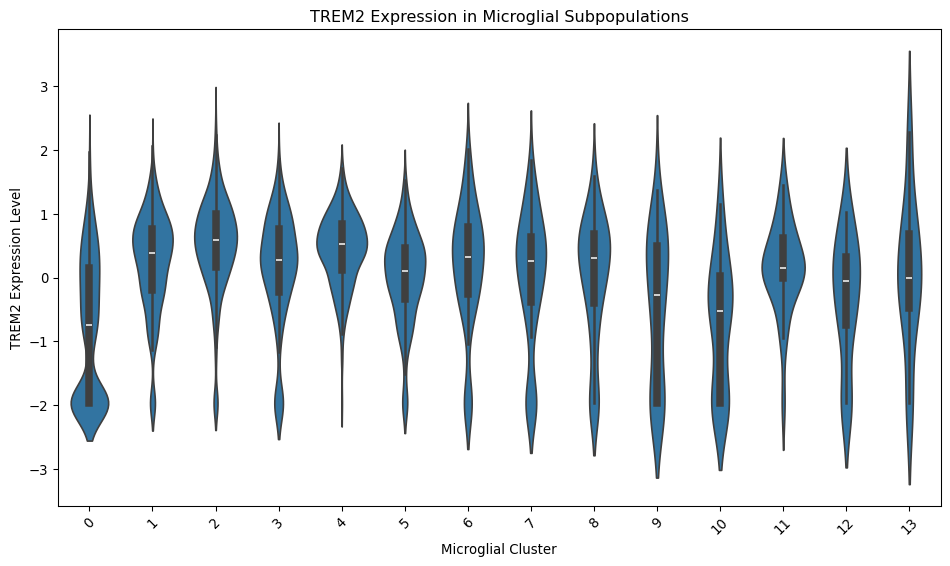 TREM2 Expression in Microglial Subpopulations
TREM2 Expression Level
3
2
1
0
−1
−2
−3
0 1 2 3 4 5 6 7 8 9 10 11 12 13
Microglial Cluster